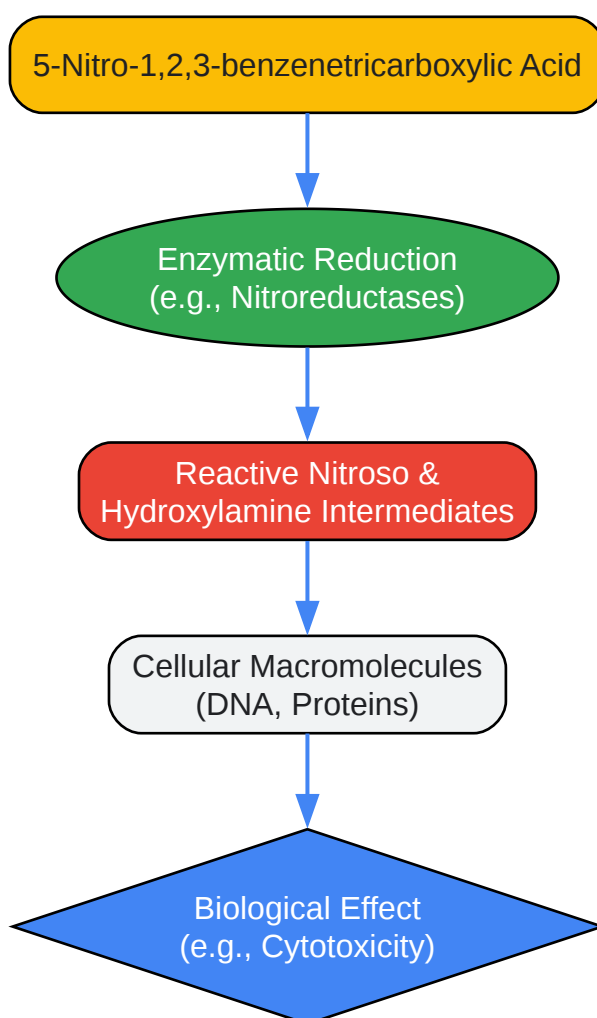 5-Nitro-1,2,3-benzenetricarboxylic Acid
Enzymatic Reduction
(e.g., Nitroreductases)
Reactive Nitroso &
Hydroxylamine Intermediates
Cellular Macromolecules
(DNA, Proteins)
Biological Effect
(e.g., Cytotoxicity)